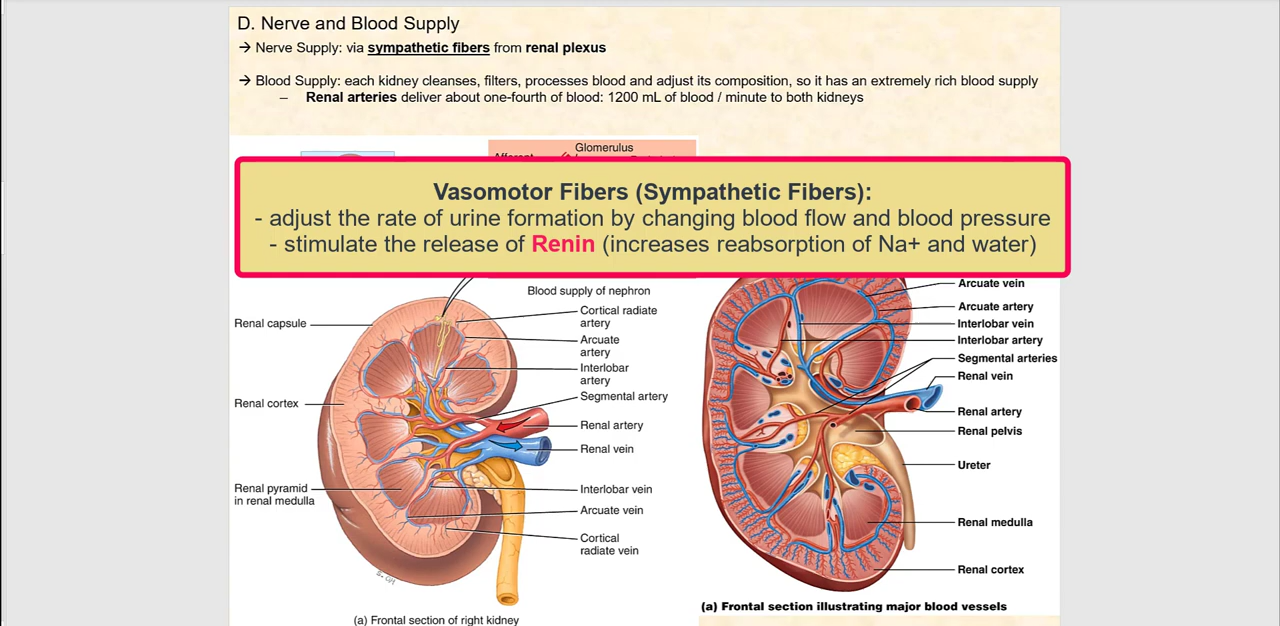 D. Nerve and Blood Supply
→ Nerve Supply: via sympathetic fibers from renal plexus
→ Blood Supply: each kidney cleanses, filters, processes blood and adjust its composition, so it has an extremely rich blood supply
– Renal arteries deliver about one-fourth of blood: 1200 mL of blood / minute to both kidneys
Glomerulus
Vasomotor Fibers (Sympathetic Fibers):
- adjust the rate of urine formation by changing blood flow and blood pressure
- stimulate the release of Renin (increases reabsorption of Na+ and water)
Blood supply of nephron
Renal capsule
Renal cortex
Renal pyramid
in renal medulla
Cortical radiate
artery
Arcuate
artery
Interlobar
artery
Segmental artery
Renal artery
Renal vein
Interlobar vein
Arcuate vein
Cortical
radiate vein
(a) Frontal section of right kidney
Arcuate vein
Arcuate artery
Interlobar vein
Interlobar artery
Segmental arteries
Renal vein
Renal artery
Renal pelvis
Ureter
Renal medulla
Renal cortex
(a) Frontal section illustrating major blood vessels